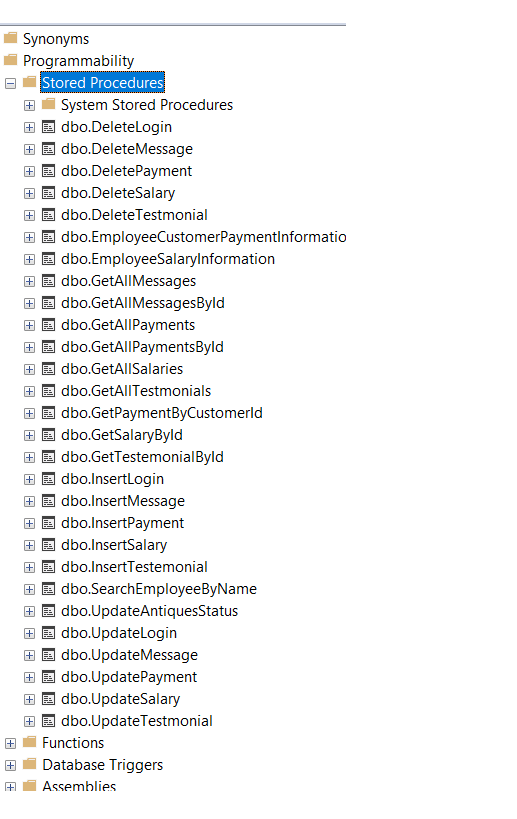 Synonyms
Programmability
Stored Procedures
System Stored Procedures
dbo.DeleteLogin
dbo.DeleteMessage
dbo.DeletePayment
dbo.DeleteSalary
dbo.DeleteTestmonial
dbo.EmployeeCustomerPaymentInformatio
dbo.EmployeeSalaryInformation
dbo.GetAllMessages
dbo.GetAllMessagesById
dbo.GetAllPayments
dbo.GetAllPaymentsById
dbo.GetAllSalaries
dbo.GetAllTestmonials
dbo.GetPaymentByCustomerId
dbo.GetSalaryById
dbo.GetTestemonialById
dbo.InsertLogin
dbo.InsertMessage
dbo.InsertPayment
dbo.InsertSalary
dbo.InsertTestemonial
dbo.SearchEmployeeByName
dbo.UpdateAntiquesStatus
dbo.UpdateLogin
dbo.UpdateMessage
dbo.UpdatePayment
dbo.UpdateSalary
dbo.UpdateTestmonial
Functions
Database Triggers
Assemblies